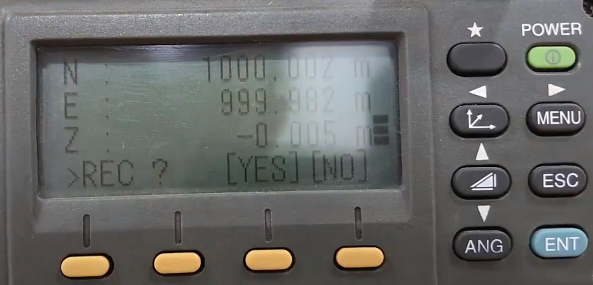 N : 1000.002 m
E : 999.982 m
Z : -0.005 m
>REC ? [YES] [NO]
POWER
MENU
ESC
ANG
ENT